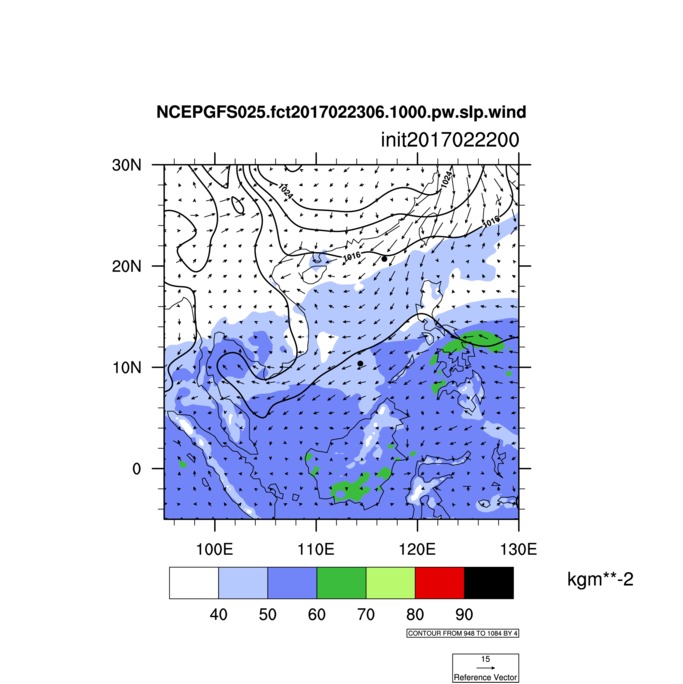 NCEPGFS025.fct2017022306.1000.pw.slp.wind
init2017022200
30N
20N
10N
0
1024
1024
1016
1016
100E 110E 120E 130E
40 50 60 70 80 90
kgm**-2
CONTOUR FROM 948 TO 1084 BY 4
15
Reference Vector